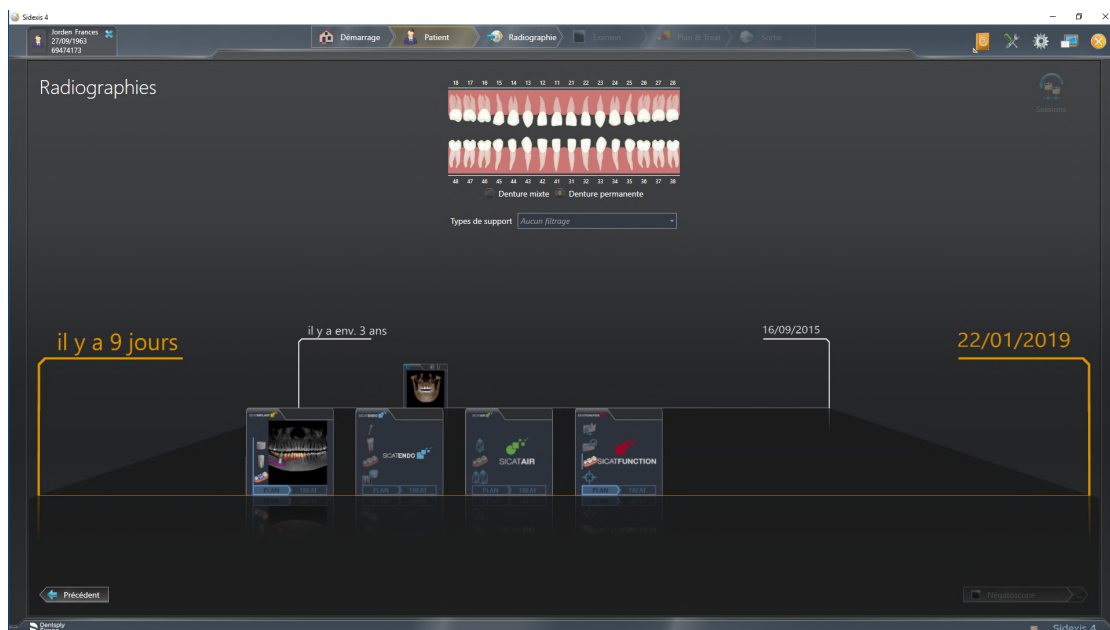 Sidexis 4
Jorden Frances
27/09/1963
69474173
Démarrage
Patient
Radiographie
Examen
Plan & Treat
Sortie
Radiographies
Sessions
18 17 16 15 14 13 12 11 21 22 23 24 25 26 27 28
48 47 46 45 44 43 42 41 31 32 33 34 35 36 37 38
Denture mixte
Denture permanente
Types de support
Aucun filtrage
il y a 9 jours
il y a env. 3 ans
16/09/2015
22/01/2019
SICATENDO
SICATAIR
SICATFUNCTION
PLAN TREAT
PLAN TREAT
PLAN TREAT
PLAN TREAT
Précédent
Négatoscope
Dentsply
Sidexis 4